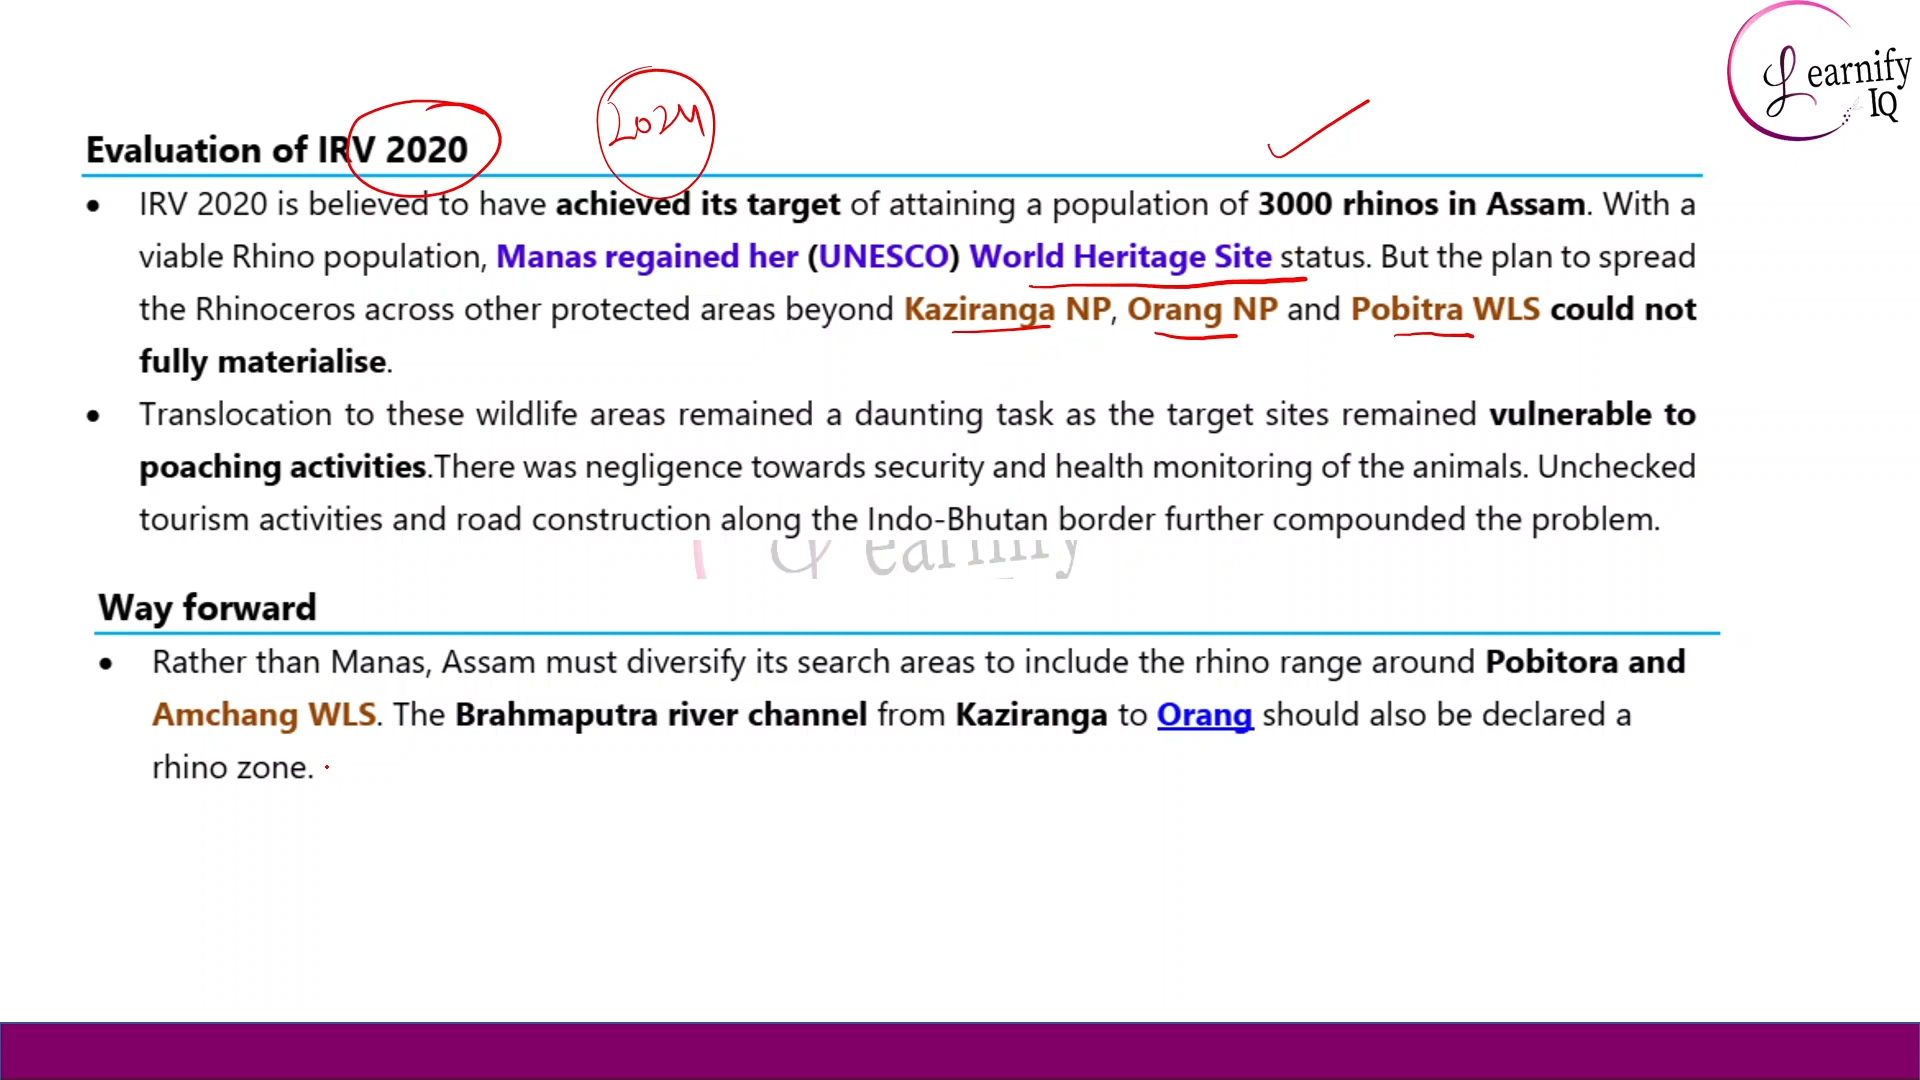 Learnify
IQ
2024
Evaluation of IRV 2020
• IRV 2020 is believed to have achieved its target of attaining a population of 3000 rhinos in Assam. With a
viable Rhino population, Manas regained her (UNESCO) World Heritage Site status. But the plan to spread
the Rhinoceros across other protected areas beyond Kaziranga NP, Orang NP and Pobitra WLS could not
fully materialise.
• Translocation to these wildlife areas remained a daunting task as the target sites remained vulnerable to
poaching activities.There was negligence towards security and health monitoring of the animals. Unchecked
tourism activities and road construction along the Indo-Bhutan border further compounded the problem.
Learnify
Way forward
• Rather than Manas, Assam must diversify its search areas to include the rhino range around Pobitora and
Amchang WLS. The Brahmaputra river channel from Kaziranga to Orang should also be declared a
rhino zone.